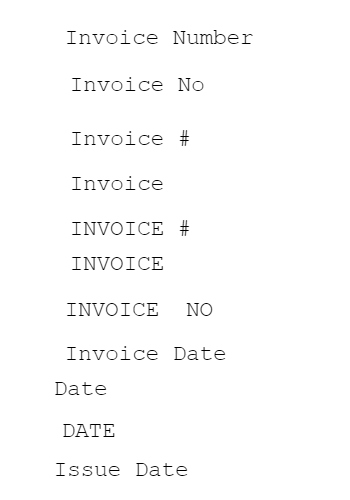 Invoice Number
Invoice No
Invoice #
Invoice
INVOICE #
INVOICE
INVOICE  NO
Invoice Date
Date
DATE
Issue Date